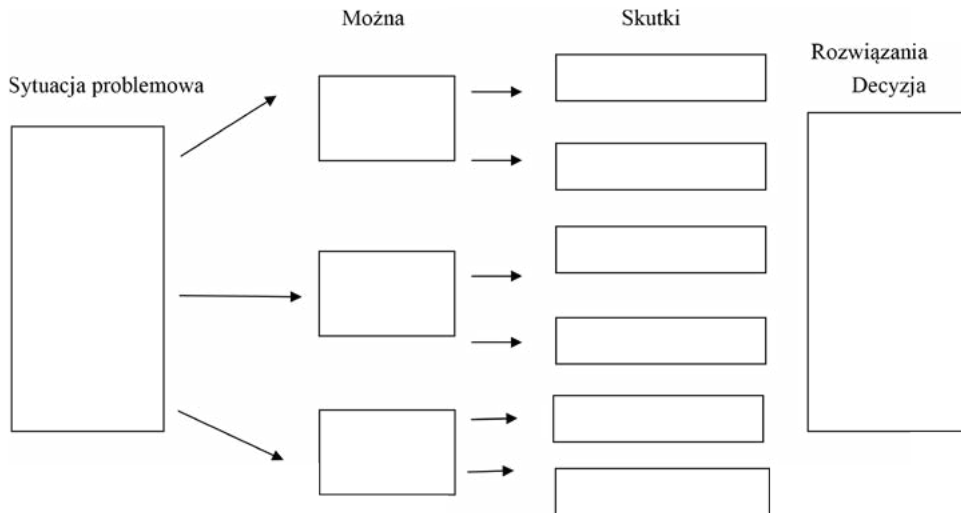 Można
Skutki
Rozwiązania
Decyzja
Sytuacja problemowa